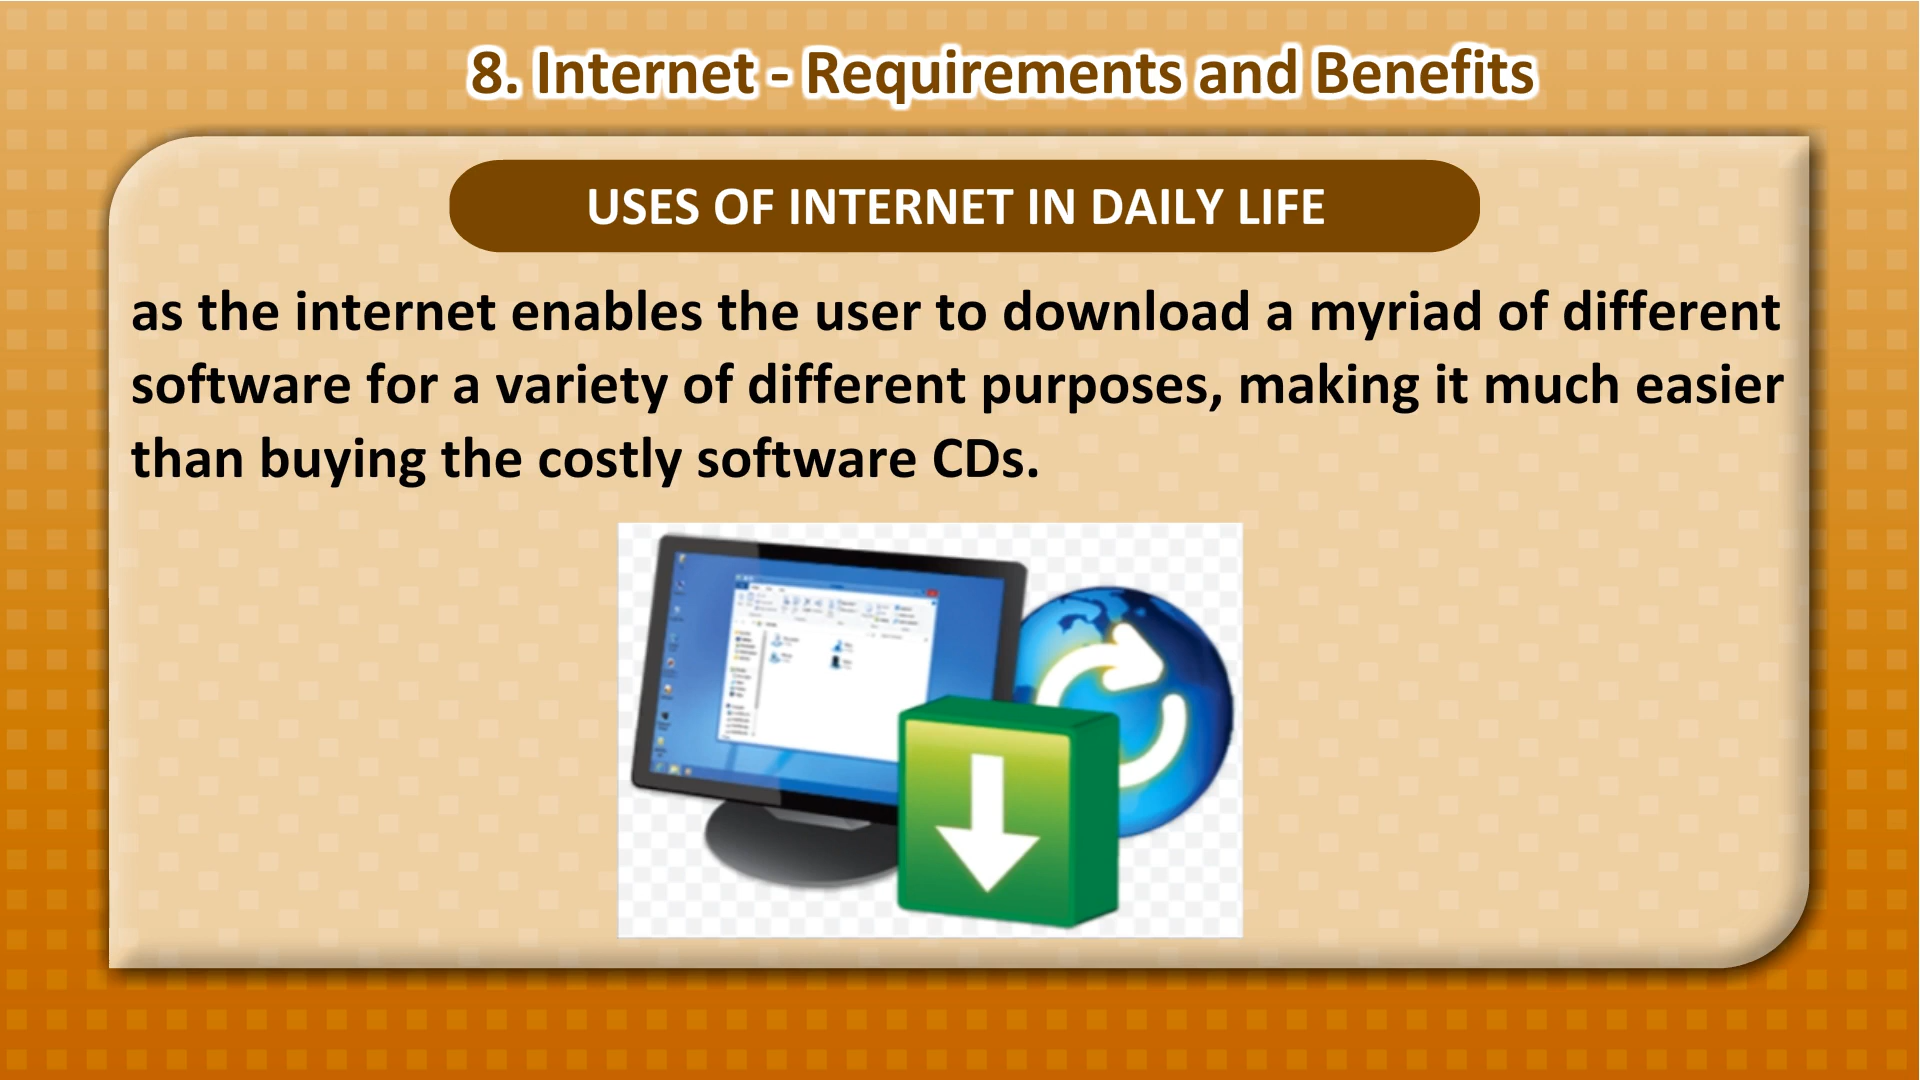 8. Internet - Requirements and Benefits
USES OF INTERNET IN DAILY LIFE
as the internet enables the user to download a myriad of different
software for a variety of different purposes, making it much easier
than buying the costly software CDs.